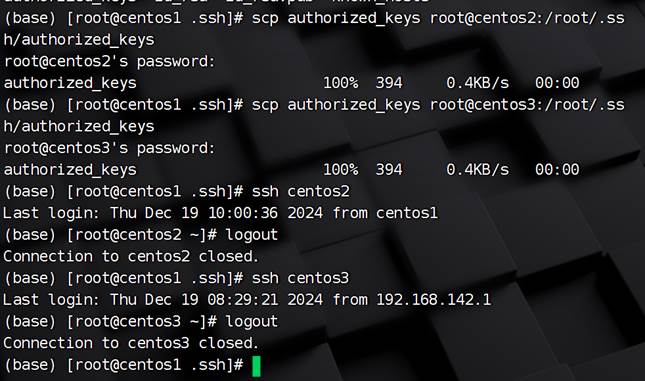 (base) [root@centos1 .ssh]# scp authorized_keys root@centos2:/root/.ss
h/authorized_keys
root@centos2's password:
authorized_keys 100% 394 0.4KB/s 00:00
(base) [root@centos1 .ssh]# scp authorized_keys root@centos3:/root/.ss
h/authorized_keys
root@centos3's password:
authorized_keys 100% 394 0.4KB/s 00:00
(base) [root@centos1 .ssh]# ssh centos2
Last login: Thu Dec 19 10:00:36 2024 from centos1
(base) [root@centos2 ~]# logout
Connection to centos2 closed.
(base) [root@centos1 .ssh]# ssh centos3
Last login: Thu Dec 19 08:29:21 2024 from 192.168.142.1
(base) [root@centos3 ~]# logout
Connection to centos3 closed.
(base) [root@centos1 .ssh]#